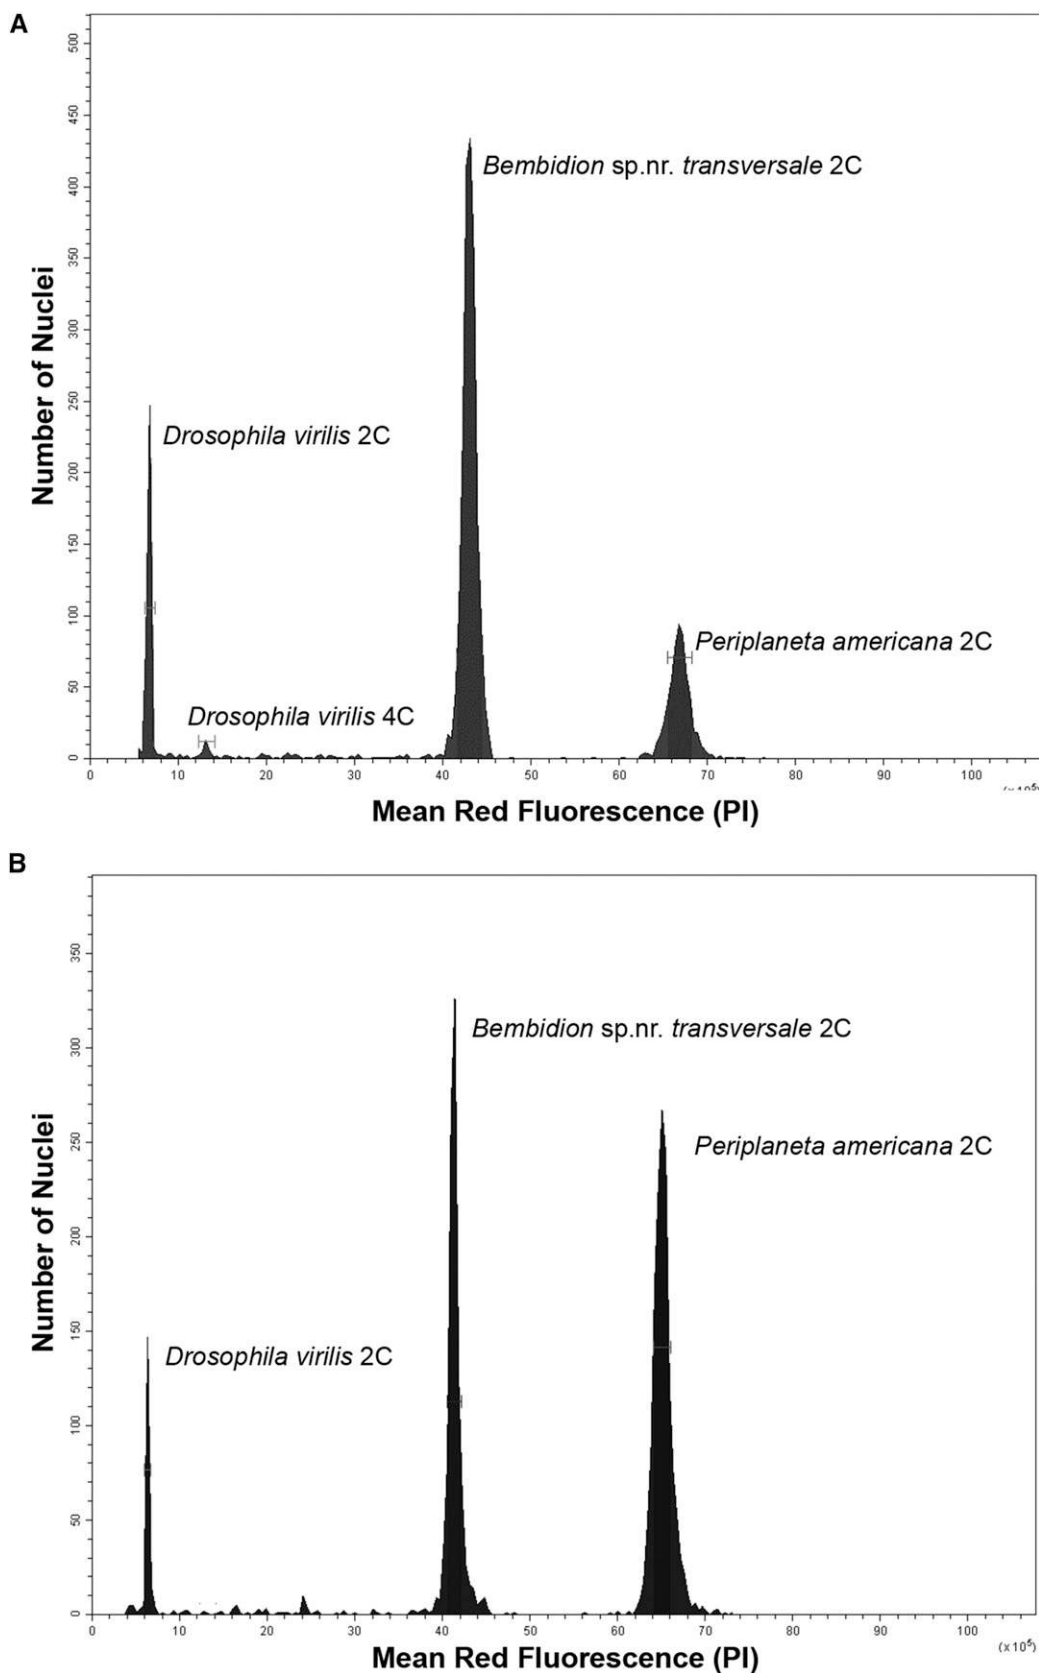 A
Number of Nuclei
500
450
400
350
300
250
200
150
100
50
0
Bembidion sp.nr. transversale 2C
Drosophila virilis 2C
Periplaneta americana 2C
Drosophila virilis 4C
0 10 20 30 40 50 60 70 80 90 100
Mean Red Fluorescence (PI)
B
Number of Nuclei
350
300
250
200
150
100
50
0
Bembidion sp.nr. transversale 2C
Periplaneta americana 2C
Drosophila virilis 2C
0 10 20 30 40 50 60 70 80 90 100
(x 10⁵)
Mean Red Fluorescence (PI)